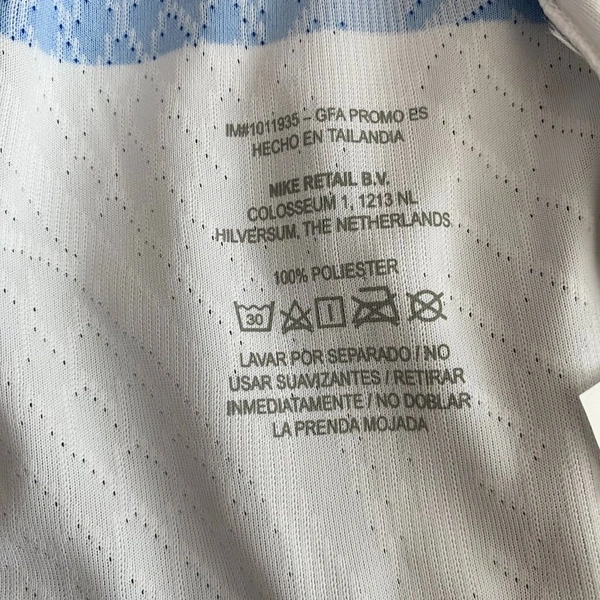 IM#1011935 – GFA PROMO ES
HECHO EN TAILANDIA
NIKE RETAIL B.V.
COLOSSEUM 1, 1213 NL
HILVERSUM, THE NETHERLANDS
100% POLIESTER
30
LAVAR POR SEPARADO / NO
USAR SUAVIZANTES / RETIRAR
INMEDIATAMENTE / NO DOBLAR
LA PRENDA MOJADA